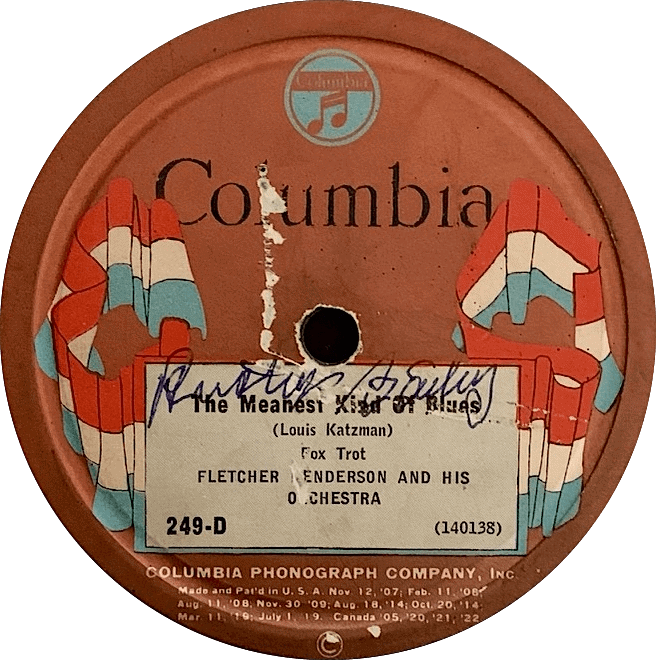 Columbia
Columbia
The Meanest Kind Of Blues
(Louis Katzman)
Fox Trot
FLETCHER HENDERSON AND HIS
ORCHESTRA
249-D (140138)
COLUMBIA PHONOGRAPH COMPANY, Inc.
Made and Pat'd in U.S.A. Nov. 12, '07; Feb. 11, '08
Aug. 11, '08, Nov. 30 '09; Aug. 18, '14; Oct. 20, '14
Mar. 11, '19; July 1, '19. Canada '05, '20, '21, '22
C